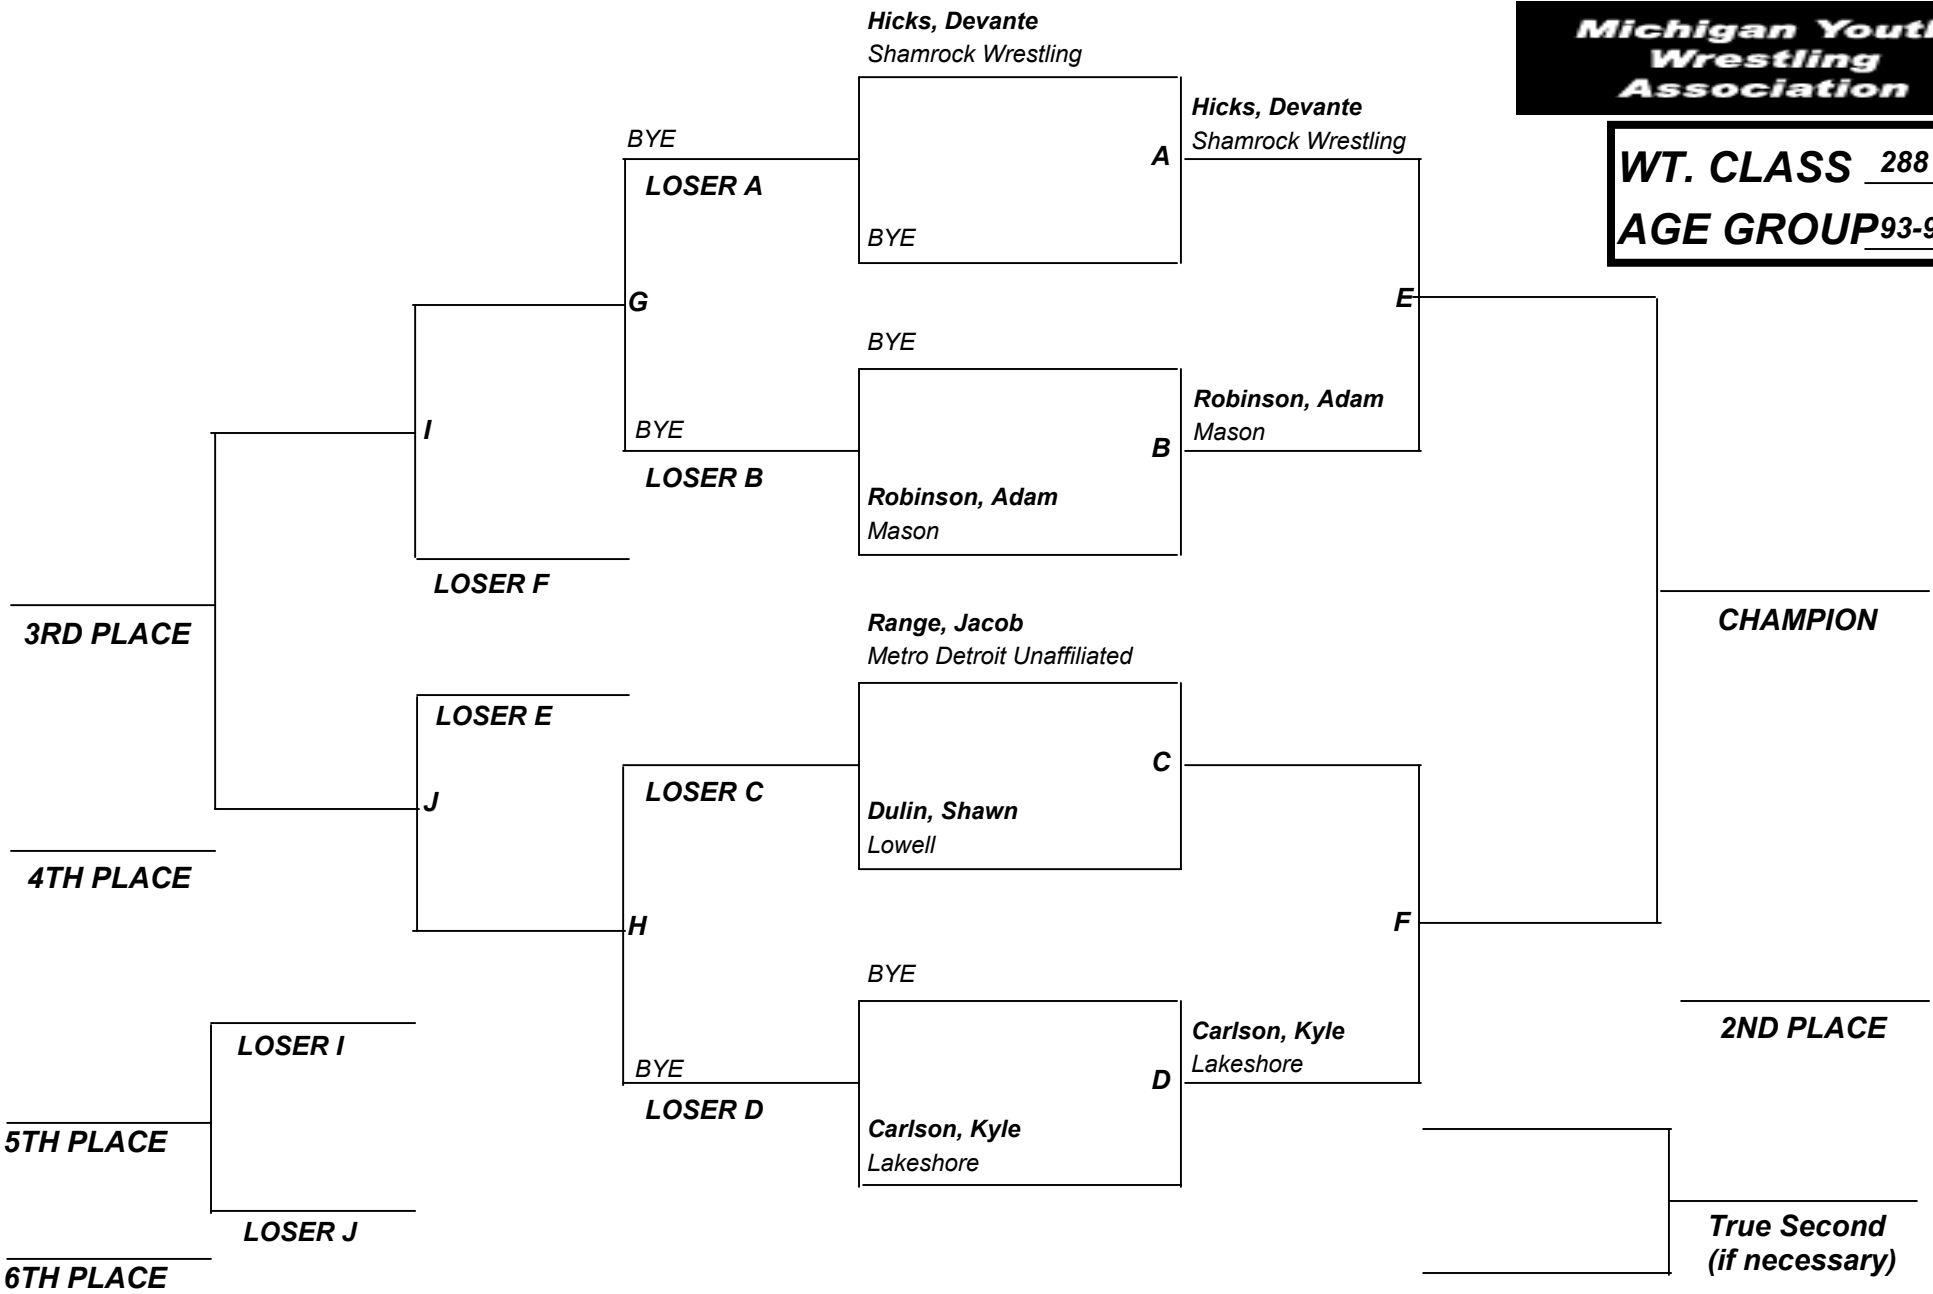 Hicks, Devante
Shamrock Wrestling
Michigan Yout
Wrestling
Association
Hicks, Devante
Shamrock Wrestling
BYE
LOSER A
A
WT. CLASS 288
AGE GROUP 93-9
BYE
G
E
BYE
BYE
I
LOSER B
Robinson, Adam
Mason
B
Robinson, Adam
Mason
LOSER F
3RD PLACE
Range, Jacob
Metro Detroit Unaffiliated
CHAMPION
LOSER E
LOSER C
C
J
Dulin, Shawn
Lowell
4TH PLACE
H
F
BYE
LOSER I
Carlson, Kyle
Lakeshore
2ND PLACE
BYE
LOSER D
D
5TH PLACE
Carlson, Kyle
Lakeshore
LOSER J
6TH PLACE
True Second
(if necessary)